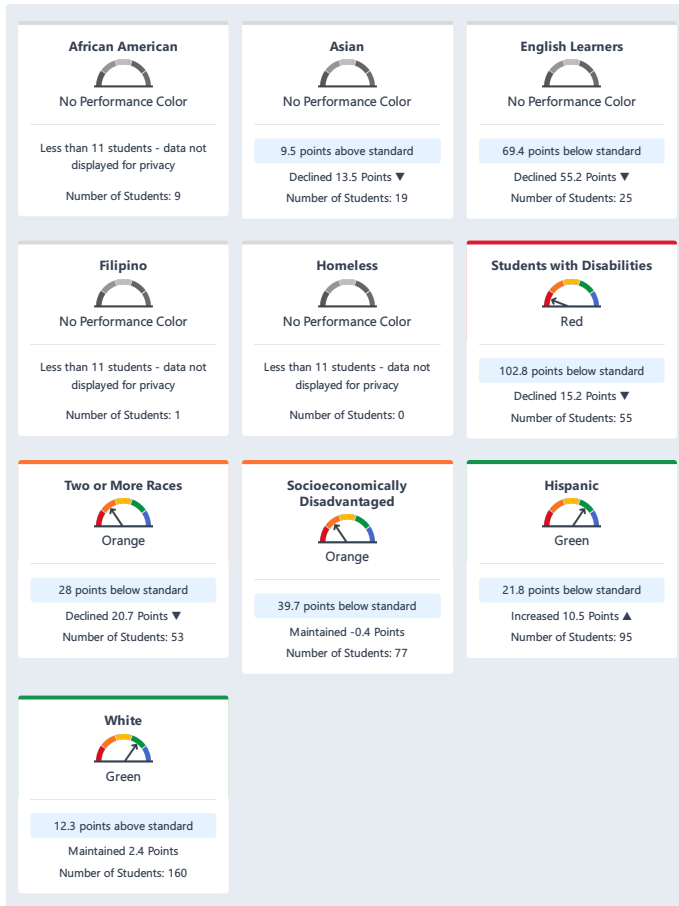 African American
No Performance Color
Less than 11 students - data not
displayed for privacy
Number of Students: 9
Asian
No Performance Color
9.5 points above standard
Declined 13.5 Points ▼
Number of Students: 19
English Learners
No Performance Color
69.4 points below standard
Declined 55.2 Points ▼
Number of Students: 25
Filipino
No Performance Color
Less than 11 students - data not
displayed for privacy
Number of Students: 1
Homeless
No Performance Color
Less than 11 students - data not
displayed for privacy
Number of Students: 0
Students with Disabilities
Red
102.8 points below standard
Declined 15.2 Points ▼
Number of Students: 55
Two or More Races
Orange
28 points below standard
Declined 20.7 Points ▼
Number of Students: 53
Socioeconomically
Disadvantaged
Orange
39.7 points below standard
Maintained -0.4 Points
Number of Students: 77
Hispanic
Green
21.8 points below standard
Increased 10.5 Points ▲
Number of Students: 95
White
Green
12.3 points above standard
Maintained 2.4 Points
Number of Students: 160